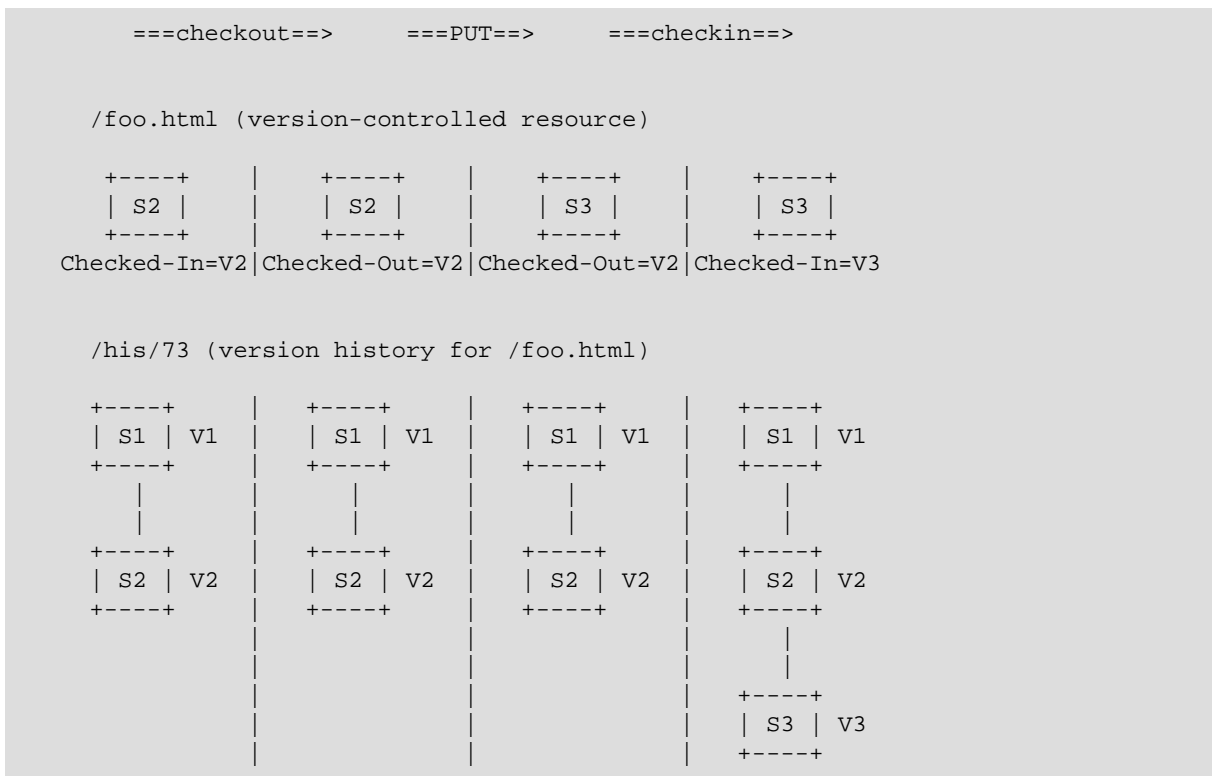 ===checkout==>      ===PUT==>      ===checkin==>
/foo.html (version-controlled resource)
+----+      |     +----+     |     +----+     |     +----+
| S2 |      |     | S2 |     |     | S3 |     |     | S3 |
+----+      |     +----+     |     +----+     |     +----+
Checked-In=V2|Checked-Out=V2|Checked-Out=V2|Checked-In=V3
/his/73 (version history for /foo.html)
+----+      |    +----+      |    +----+      |    +----+
| S1 | V1   |    | S1 | V1   |    | S1 | V1   |    | S1 | V1
+----+      |    +----+      |    +----+      |    +----+
   |        |       |        |       |        |       |
   |        |       |        |       |        |       |
+----+      |    +----+      |    +----+      |    +----+
| S2 | V2   |    | S2 | V2   |    | S2 | V2   |    | S2 | V2
+----+      |    +----+      |    +----+      |    +----+
            |                |                |       |
            |                |                |       |
            |                |                |    +----+
            |                |                |    | S3 | V3
            |                |                |    +----+